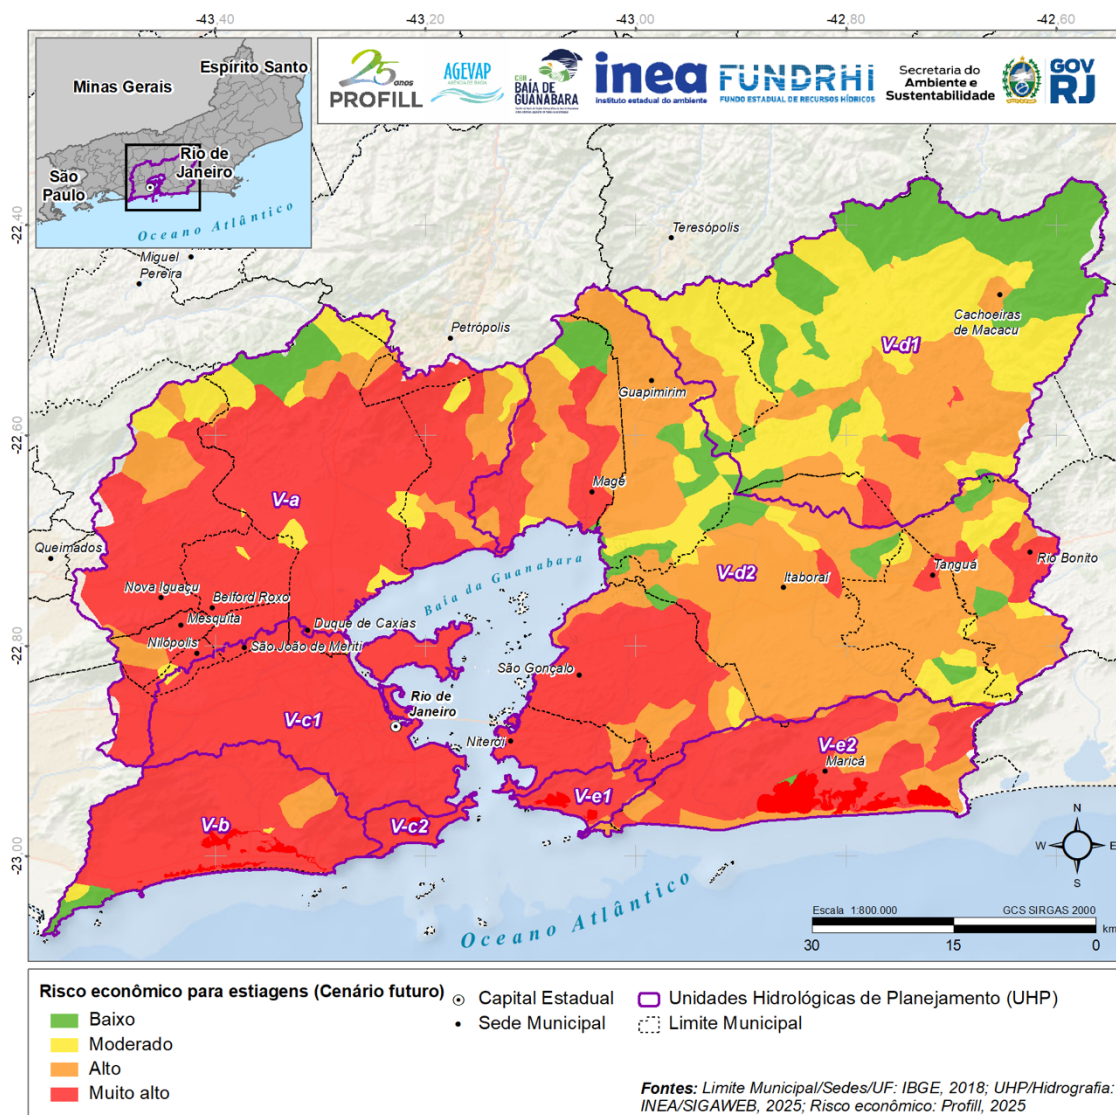 -43,40
-43,20
-43,00
-42,80
-42,60
Espírito Santo
Minas Gerais
Rio de
Janeiro
São
Paulo
Oceano Atlântico
25 anos
PROFILL
AGEVAP
CBH
BAÍA DE
GUANABARA
inea
instituto estadual do ambiente
FUNDRHI
FUNDO ESTADUAL DE RECURSOS HÍDRICOS
Secretaria do
Ambiente e
Sustentabilidade
GOV
RJ
-22,40
-22,60
-22,80
-23,00
Miguel
Pereira
Teresópolis
Petrópolis
Cachoeiras
de Macacu
V-d1
Guapimirim
Magé
V-a
Queimados
Baía da Guanabara
V-d2
Itaboraí
Tanguá
Rio Bonito
Nova Iguaçu
Belford Roxo
Mesquita
Duque de Caxias
Nilópolis
São João de Meriti
São Gonçalo
Rio de
Janeiro
V-c1
Niterói
V-e2
Maricá
V-e1
V-b
V-c2
Oceano Atlântico
N
W
E
S
Escala 1:800.000
GCS SIRGAS 2000
km
30
15
0
Risco econômico para estiagens (Cenário futuro)
Baixo
Moderado
Alto
Muito alto
Capital Estadual
Sede Municipal
Unidades Hidrológicas de Planejamento (UHP)
Limite Municipal
Fontes: Limite Municipal/Sedes/UF: IBGE, 2018; UHP/Hidrografia:
INEA/SIGAWEB, 2025; Risco econômico: Profill, 2025